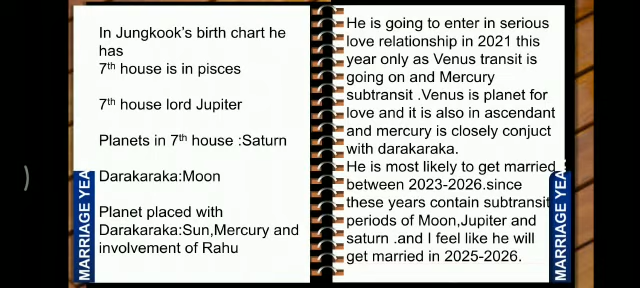 In Jungkook's birth chart he
has
7th house is in pisces
7th house lord Jupiter
Planets in 7th house :Saturn
Darakaraka:Moon
Planet placed with
Darakaraka:Sun,Mercury and
involvement of Rahu
MARRIAGE YEA
He is going to enter in serious
love relationship in 2021 this
year only as Venus transit is
going on and Mercury
subtransit .Venus is planet for
love and it is also in ascendant
and mercury is closely conjuct
with darakaraka.
He is most likely to get married
between 2023-2026.since
these years contain subtransit
periods of Moon,Jupiter and
saturn .and I feel like he will
get married in 2025-2026.
MARRIAGE YEA